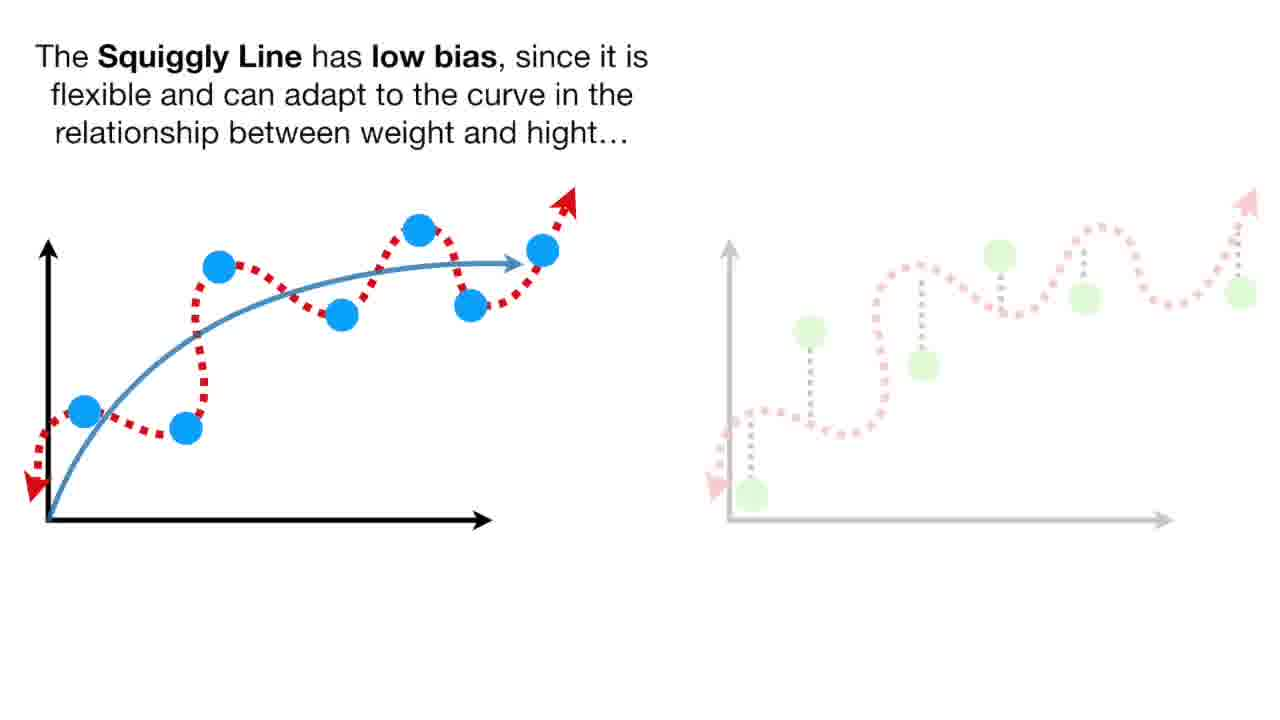 The Squiggly Line has low bias, since it is
flexible and can adapt to the curve in the
relationship between weight and hight…